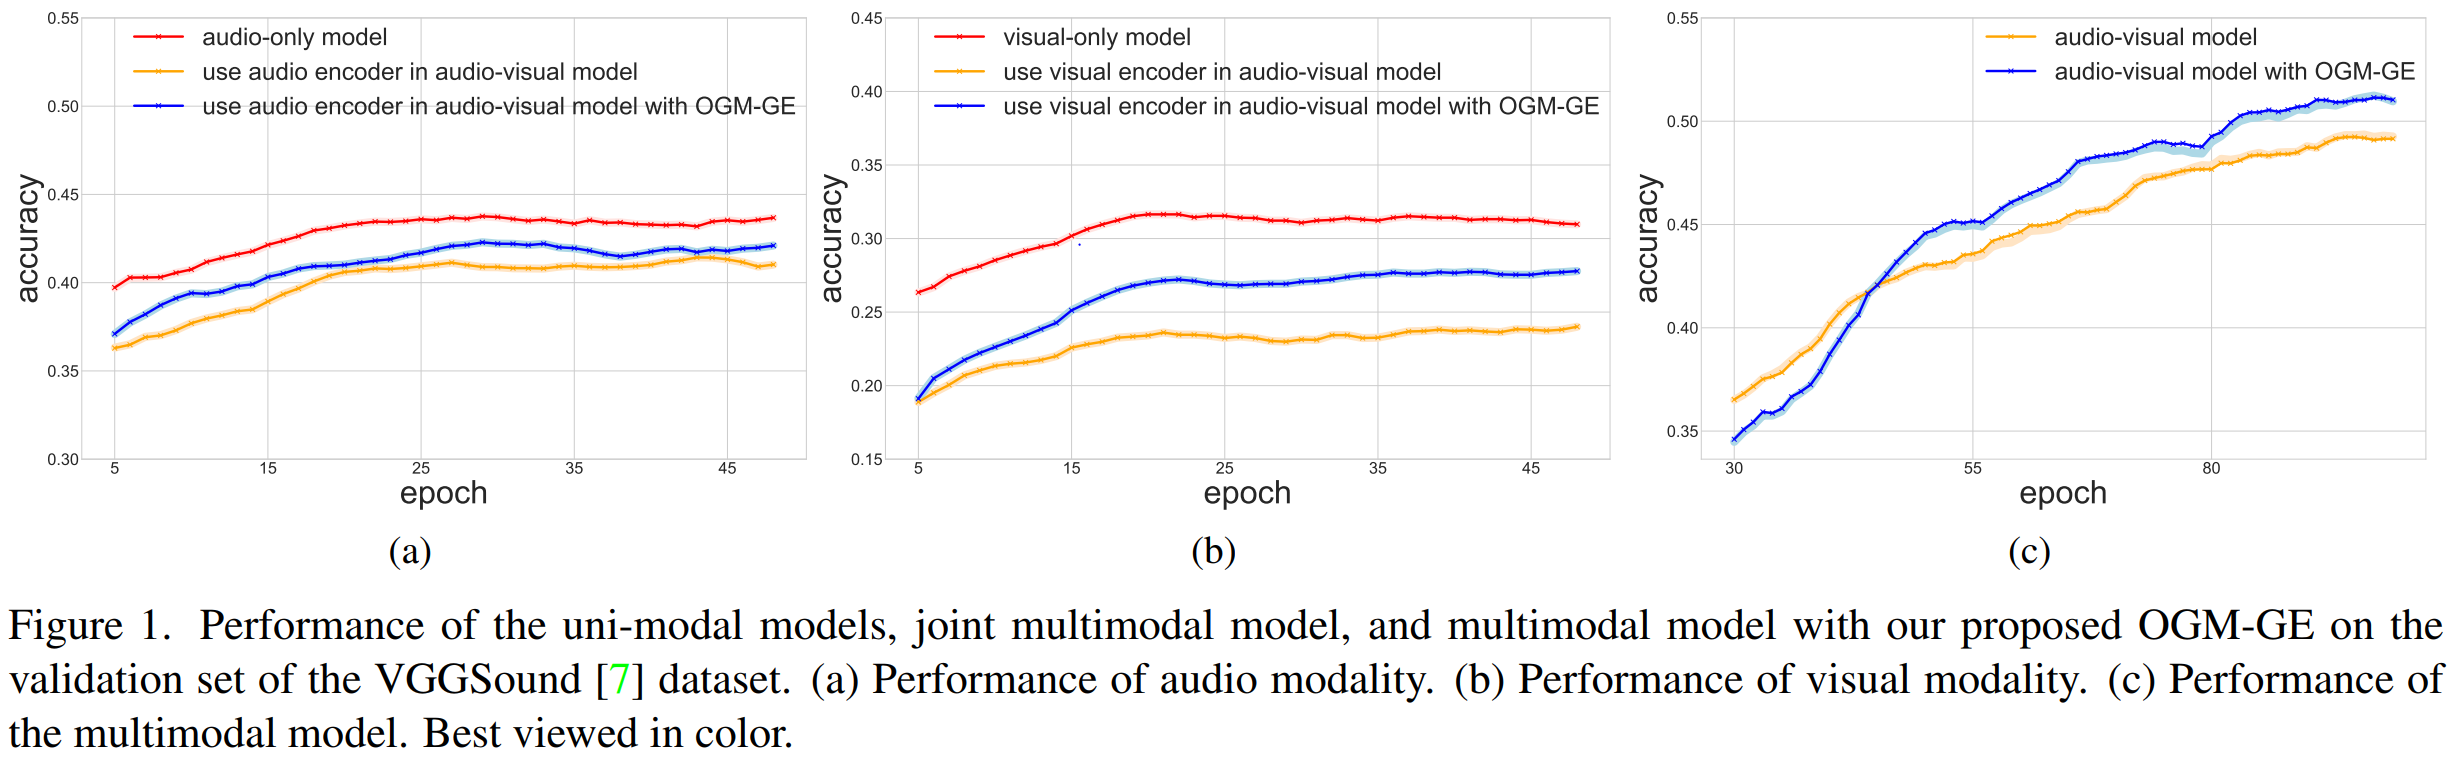 0.55
0.50
0.45
0.40
0.35
0.30
accuracy
audio-only model
use audio encoder in audio-visual model
use audio encoder in audio-visual model with OGM-GE
5 15 25 35 45
epoch
(a)
0.45
0.40
0.35
0.30
0.25
0.20
0.15
accuracy
visual-only model
use visual encoder in audio-visual model
use visual encoder in audio-visual model with OGM-GE
5 15 25 35 45
epoch
(b)
0.55
0.50
0.45
0.40
0.35
accuracy
audio-visual model
audio-visual model with OGM-GE
30 55 80
epoch
(c)
Figure 1. Performance of the uni-modal models, joint multimodal model, and multimodal model with our proposed OGM-GE on the
validation set of the VGGSound [7] dataset. (a) Performance of audio modality. (b) Performance of visual modality. (c) Performance of
the multimodal model. Best viewed in color.